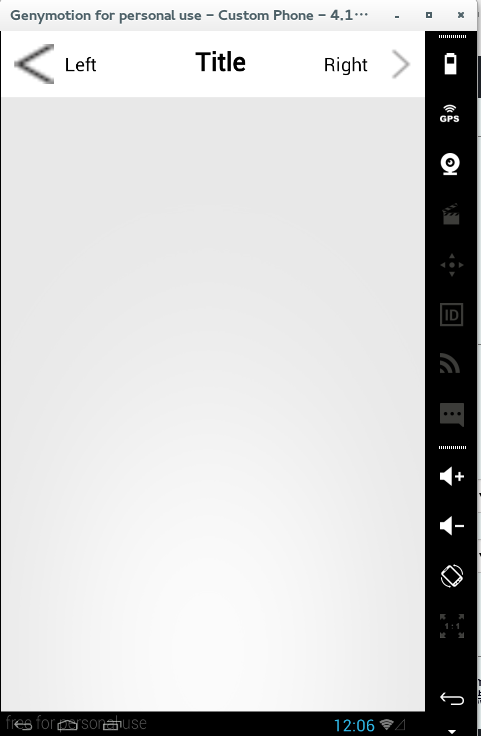 Genymotion for personal use – Custom Phone – 4.1…
Left Title Right
GPS
ID
1:1
free for personal use
12:06